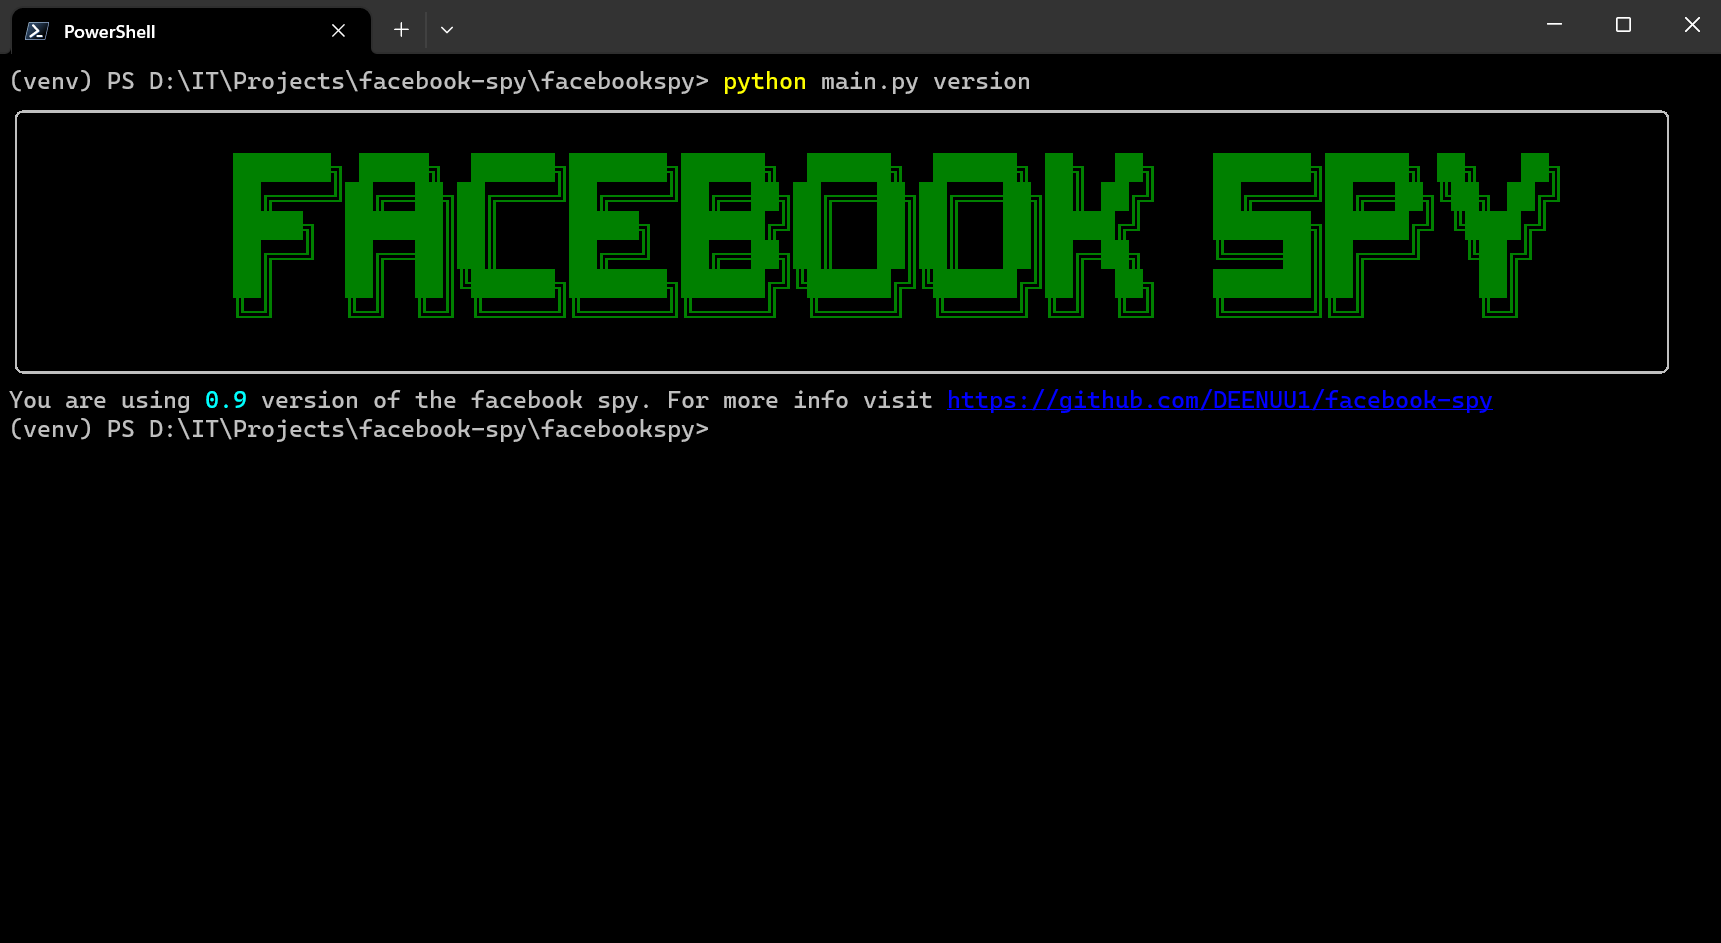 PowerShell
(venv) PS D:\IT\Projects\facebook-spy\facebookspy> python main.py version
FACEBOOK SPY
You are using 0.9 version of the facebook spy. For more info visit https://github.com/DEENUU1/facebook-spy
(venv) PS D:\IT\Projects\facebook-spy\facebookspy>